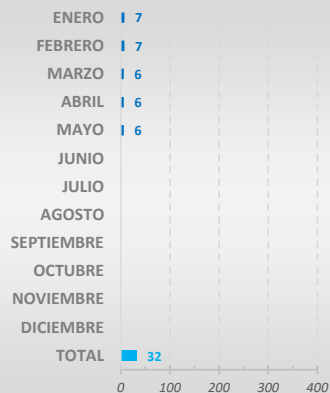 ENERO 7
FEBRERO 7
MARZO 6
ABRIL 6
MAYO 6
JUNIO
JULIO
AGOSTO
SEPTIEMBRE
OCTUBRE
NOVIEMBRE
DICIEMBRE
TOTAL 32
0 100 200 300 400